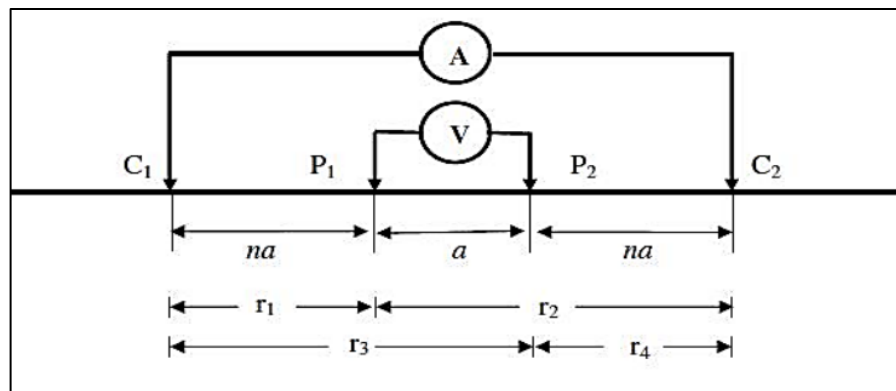 A
V
C₁ P₁ P₂ C₂
na a na
r₁ r₂
r₃ r₄